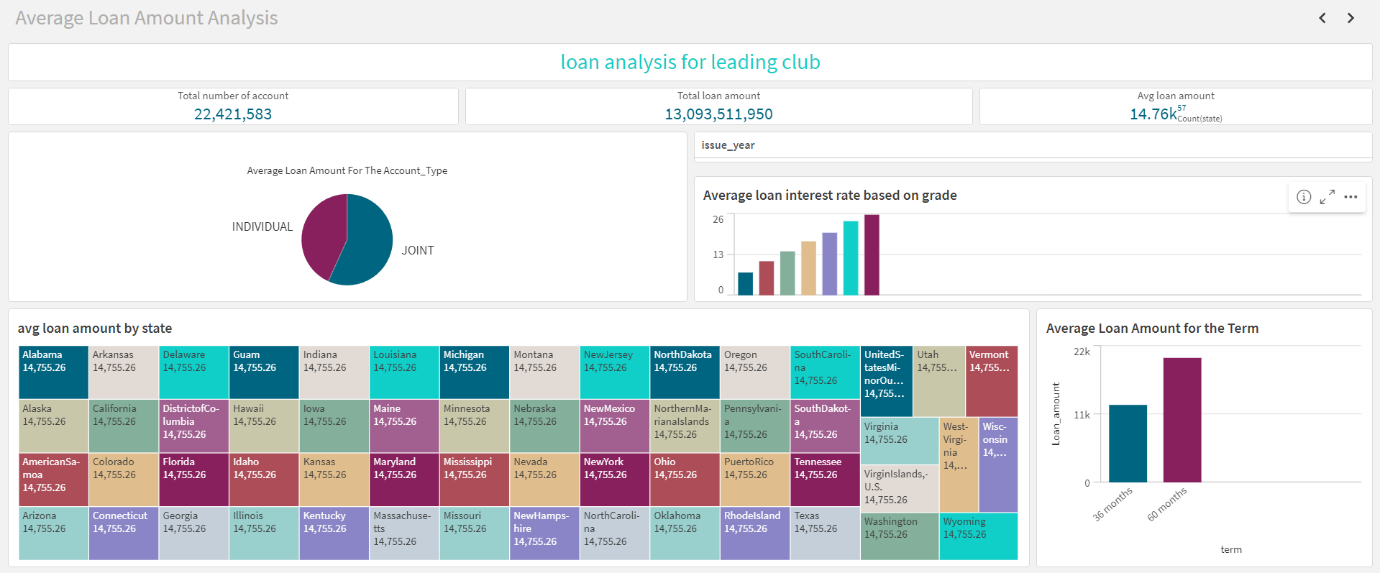 Average Loan Amount Analysis
loan analysis for leading club
Total number of account
22,421,583
Total loan amount
13,093,511,950
Avg loan amount
14.76k 57
Count(state)
Average Loan Amount For The Account_Type
INDIVIDUAL
JOINT
issue_year
Average loan interest rate based on grade
26
13
0
avg loan amount by state
Alabama
14,755.26
Alaska
14,755.26
AmericanSa-
moa
14,755.26
Arizona
14,755.26
Arkansas
14,755.26
California
14,755.26
Colorado
14,755.26
Connecticut
14,755.26
Delaware
14,755.26
DistrictofCo-
lumbia
14,755.26
Florida
14,755.26
Georgia
14,755.26
Guam
14,755.26
Hawaii
14,755.26
Idaho
14,755.26
Illinois
14,755.26
Indiana
14,755.26
Iowa
14,755.26
Kansas
14,755.26
Kentucky
14,755.26
Louisiana
14,755.26
Maine
14,755.26
Maryland
14,755.26
Massachuse-
tts
14,755.26
Michigan
14,755.26
Minnesota
14,755.26
Mississippi
14,755.26
Missouri
14,755.26
Montana
14,755.26
Nebraska
14,755.26
Nevada
14,755.26
NewHamps-
hire
14,755.26
NewJersey
14,755.26
NewMexico
14,755.26
NewYork
14,755.26
NorthCaroli-
na
14,755.26
NorthDakota
14,755.26
NorthernMa-
rianaIslands
14,755.26
Ohio
14,755.26
Oklahoma
14,755.26
Oregon
14,755.26
Pennsylvani-
a
14,755.26
PuertoRico
14,755.26
RhodeIsland
14,755.26
SouthCaroli-
na
14,755.26
SouthDakot-
a
14,755.26
Tennessee
14,755.26
Texas
14,755.26
UnitedS-
tatesMi-
norOu...
14,755...
Utah
14,755...
Vermont
14,755...
Virginia
14,755.26
VirginIslands,-
U.S.
14,755.26
Washington
14,755.26
West-
Virgi-
nia
14,...
Wisc-
onsin
14,...
Wyoming
14,755.26
Average Loan Amount for the Term
Loan_amount
22k
11k
0
36 months
60 months
term